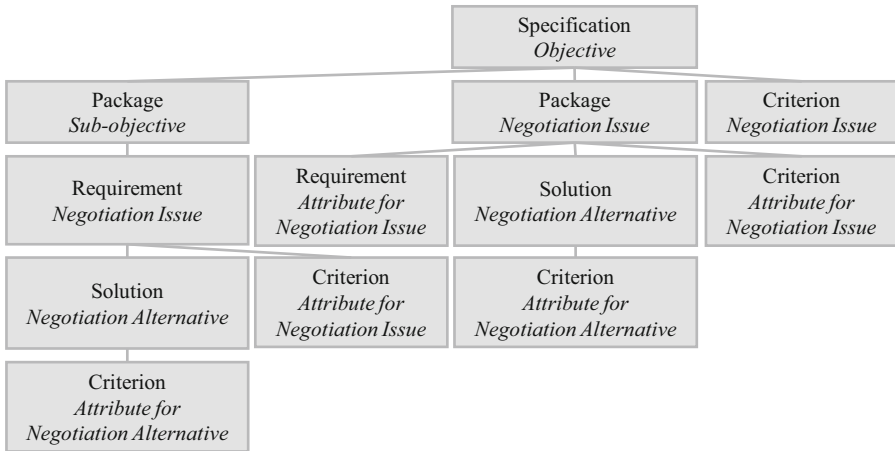 Specification
Objective
Package
Sub-objective
Package
Negotiation Issue
Criterion
Negotiation Issue
Requirement
Negotiation Issue
Requirement
Attribute for
Negotiation Issue
Solution
Negotiation Alternative
Criterion
Attribute for
Negotiation Issue
Solution
Negotiation Alternative
Criterion
Attribute for
Negotiation Issue
Criterion
Attribute for
Negotiation Alternative
Criterion
Attribute for
Negotiation Alternative